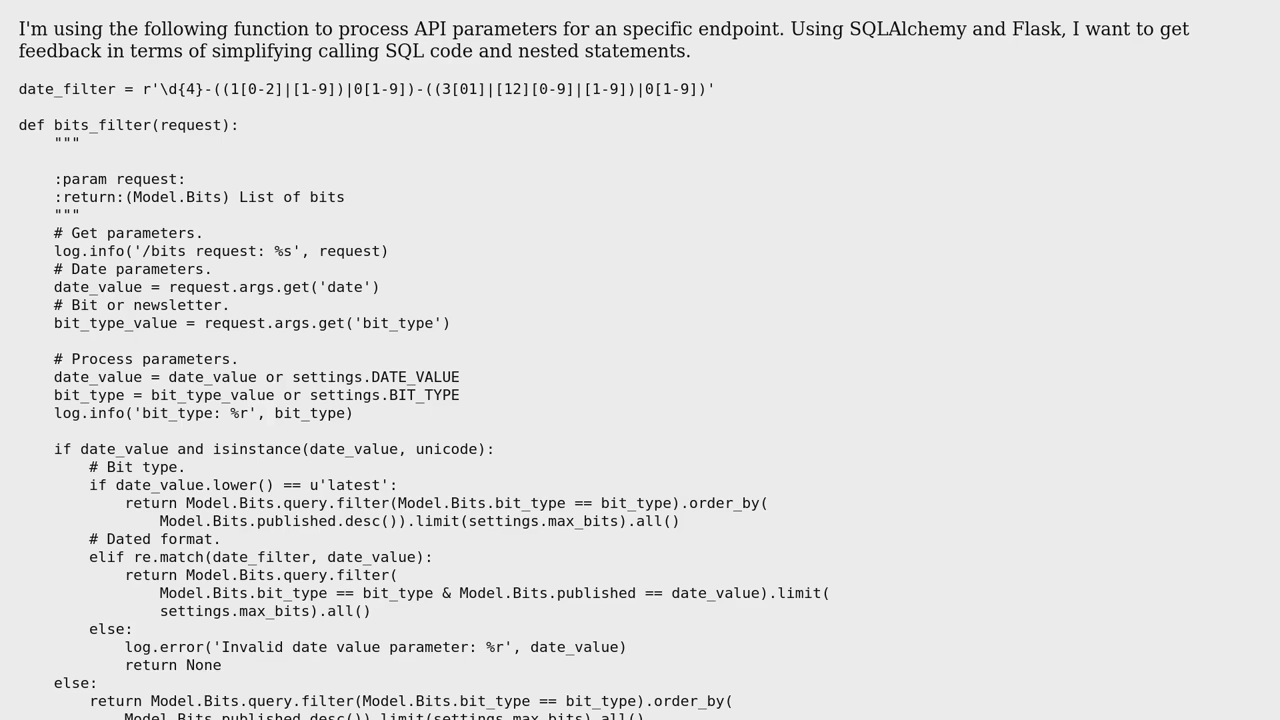 I'm using the following function to process API parameters for an specific endpoint. Using SQLAlchemy and Flask, I want to get
feedback in terms of simplifying calling SQL code and nested statements.
date_filter = r'\d{4}-((1[0-2]|[1-9])|0[1-9])-((3[01]|[12][0-9]|[1-9])|0[1-9])'
def bits_filter(request):
    """
    :param request:
    :return:(Model.Bits) List of bits
    """
    # Get parameters.
    log.info('/bits request: %s', request)
    # Date parameters.
    date_value = request.args.get('date')
    # Bit or newsletter.
    bit_type_value = request.args.get('bit_type')
    # Process parameters.
    date_value = date_value or settings.DATE_VALUE
    bit_type = bit_type_value or settings.BIT_TYPE
    log.info('bit_type: %r', bit_type)
    if date_value and isinstance(date_value, unicode):
        # Bit type.
        if date_value.lower() == u'latest':
            return Model.Bits.query.filter(Model.Bits.bit_type == bit_type).order_by(
                Model.Bits.published.desc()).limit(settings.max_bits).all()
        # Dated format.
        elif re.match(date_filter, date_value):
            return Model.Bits.query.filter(
                Model.Bits.bit_type == bit_type & Model.Bits.published == date_value).limit(
                settings.max_bits).all()
        else:
            log.error('Invalid date value parameter: %r', date_value)
            return None
    else:
        return Model.Bits.query.filter(Model.Bits.bit_type == bit_type).order_by(
            Model.Bits.published.desc()).limit(settings.max_bits).all()